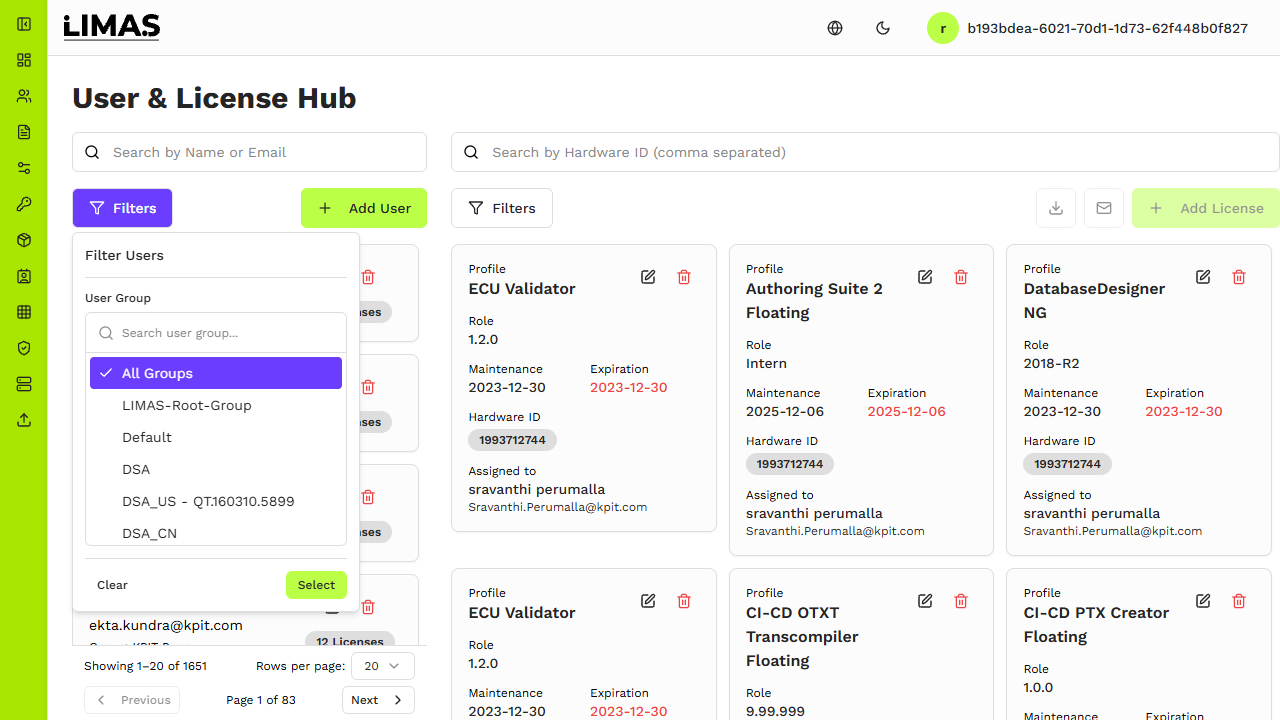 LIMAS
r
b193bdea-6021-70d1-1d73-62f448b0f827
User & License Hub
Search by Name or Email
Search by Hardware ID (comma separated)
Filters
Add User
Filters
Add License
Filter Users
User Group
Search user group...
All Groups
LIMAS-Root-Group
Default
DSA
DSA_US - QT.160310.5899
DSA_CN
Clear
Select
ekta.kundra@kpit.com
12 Licenses
Showing 1–20 of 1651
Rows per page:
20
Previous
Page 1 of 83
Next
Profile
ECU Validator
Role
1.2.0
Maintenance
Expiration
2023-12-30
2023-12-30
Hardware ID
1993712744
Assigned to
sravanthi perumalla
Sravanthi.Perumalla@kpit.com
Profile
Authoring Suite 2
Floating
Role
Intern
Maintenance
Expiration
2025-12-06
2025-12-06
Hardware ID
1993712744
Assigned to
sravanthi perumalla
Sravanthi.Perumalla@kpit.com
Profile
DatabaseDesigner
NG
Role
2018-R2
Maintenance
Expiration
2023-12-30
2023-12-30
Hardware ID
1993712744
Assigned to
sravanthi perumalla
Sravanthi.Perumalla@kpit.com
Profile
ECU Validator
Role
1.2.0
Maintenance
Expiration
2023-12-30
2023-12-30
Profile
CI-CD OTXT
Transcompiler
Floating
Role
9.99.999
Profile
CI-CD PTX Creator
Floating
Role
1.0.0
Maintenance
Expiration